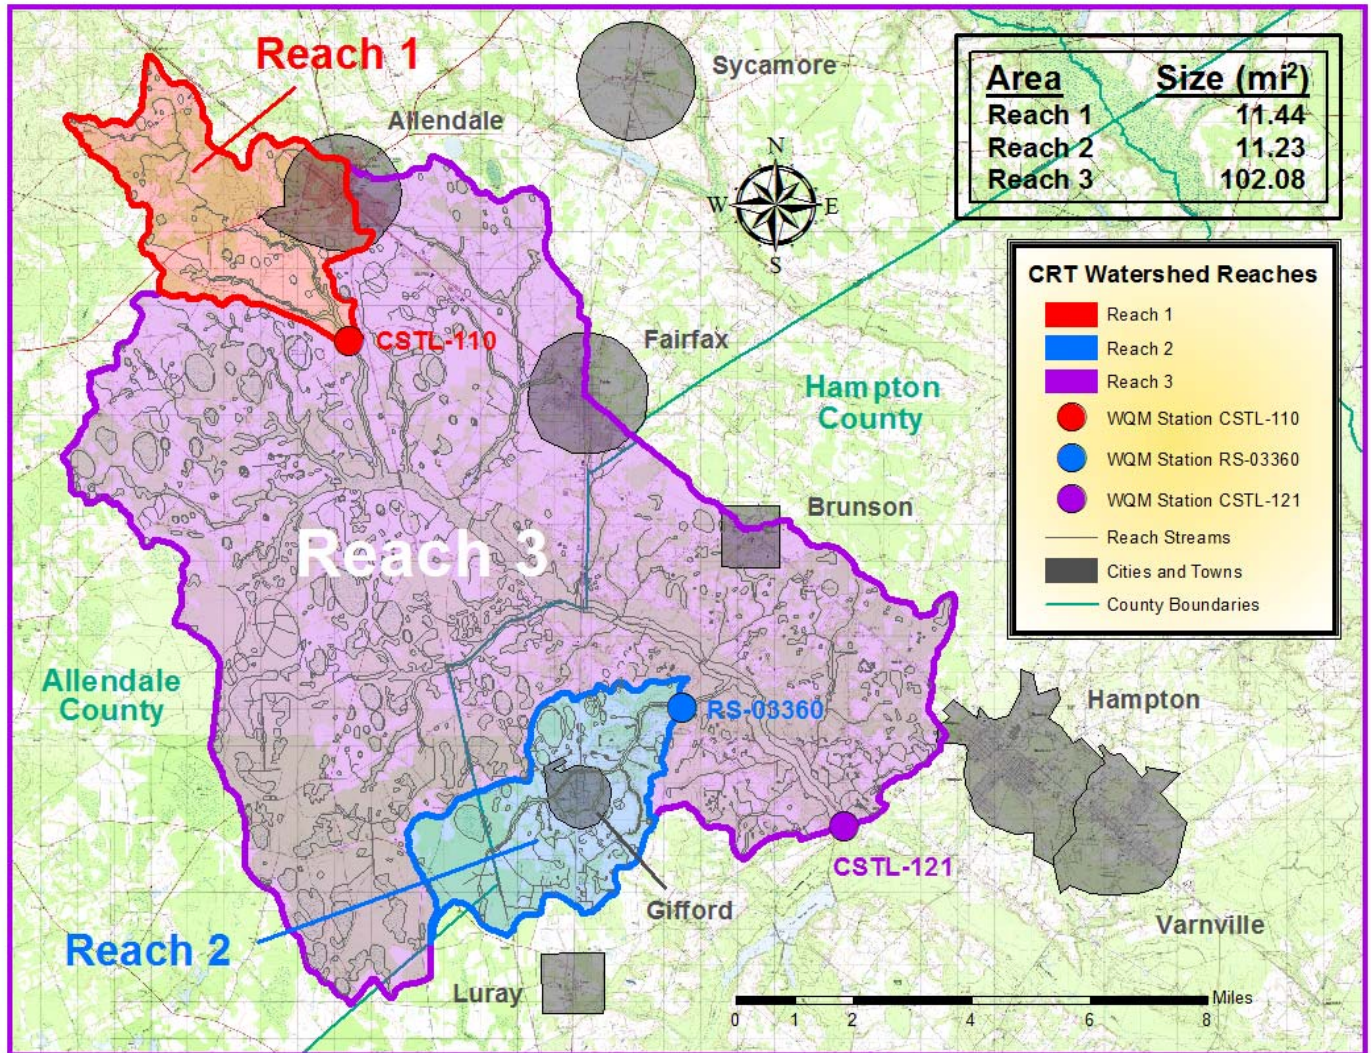 Reach 1
Sycamore
Allendale
N
W E
S
Area Size (mi²)
Reach 1 11.44
Reach 2 11.23
Reach 3 102.08
CRT Watershed Reaches
Reach 1
Reach 2
Reach 3
WQM Station CSTL-110
WQM Station RS-03360
WQM Station CSTL-121
Reach Streams
Cities and Towns
County Boundaries
CSTL-110
Fairfax
Hampton
County
Brunson
Reach 3
Allendale
County
RS-03360
Hampton
CSTL-121
Gifford
Varnville
Reach 2
Luray
Miles
0 1 2 4 6 8